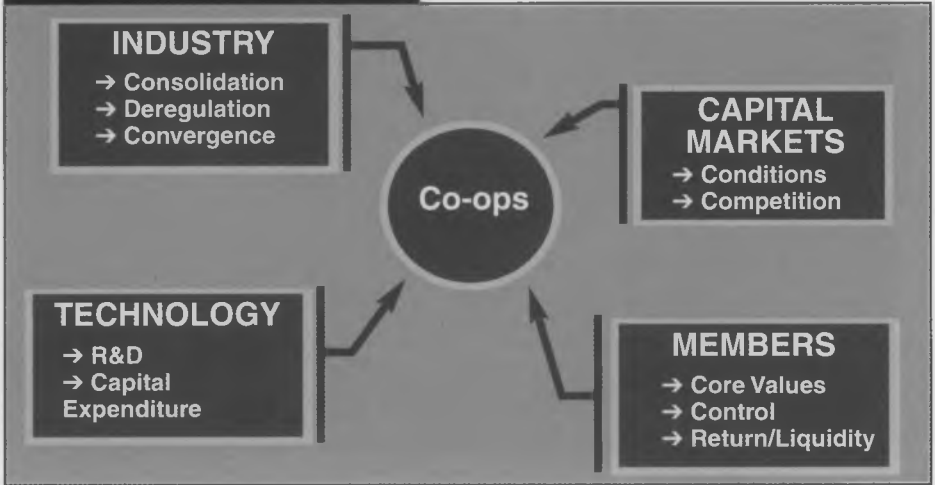 INDUSTRY
→ Consolidation
→ Deregulation
→ Convergence
CAPITAL
MARKETS
→ Conditions
→ Competition
Co-ops
TECHNOLOGY
→ R&D
→ Capital
Expenditure
MEMBERS
→ Core Values
→ Control
→ Return/Liquidity